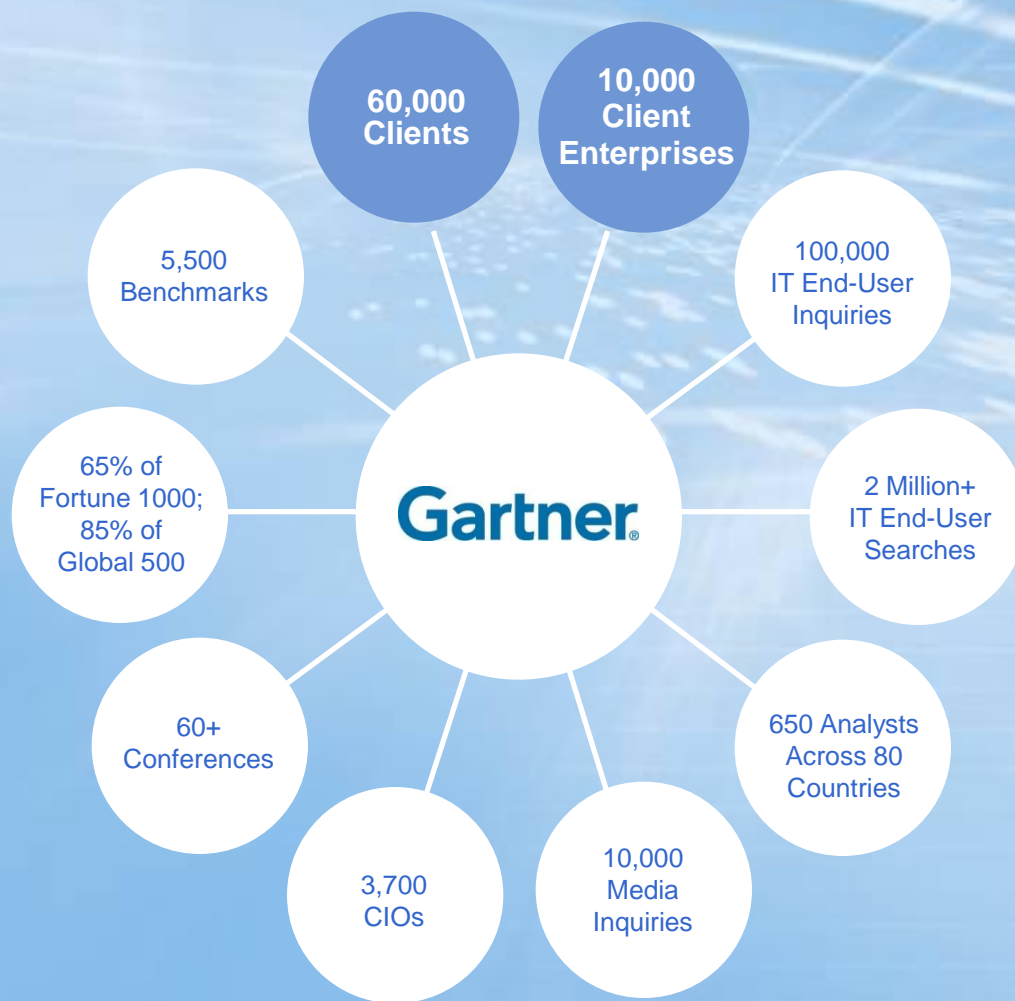 60,000
Clients
10,000
Client
Enterprises
100,000
IT End-User
Inquiries
2 Million+
IT End-User
Searches
650 Analysts
Across 80
Countries
10,000
Media
Inquiries
3,700
CIOs
60+
Conferences
65% of
Fortune 1000;
85% of
Global 500
5,500
Benchmarks
Gartner®